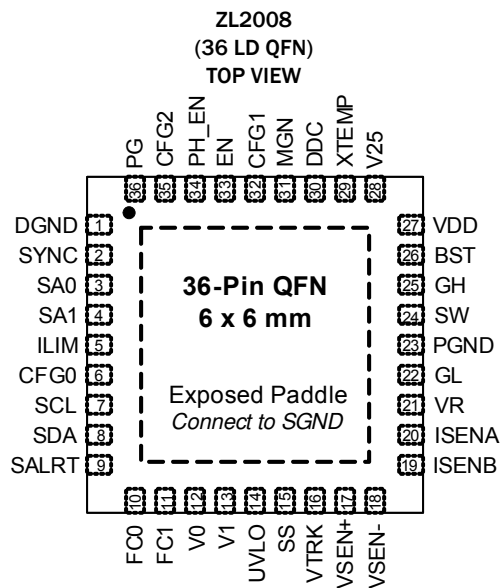 ZL2008
(36 LD QFN)
TOP VIEW
PG
CFG2
PH_EN
EN
CFG1
MGN
DDC
XTEMP
V25
36
35
34
33
32
31
30
29
28
DGND 1
SYNC 2
SA0 3
SA1 4
ILIM 5
CFG0 6
SCL 7
SDA 8
SALRT 9
36-Pin QFN
6 x 6 mm
Exposed Paddle
Connect to SGND
27 VDD
26 BST
25 GH
24 SW
23 PGND
22 GL
21 VR
20 ISENA
19 ISENB
10
11
12
13
14
15
16
17
18
FC0
FC1
V0
V1
UVLO
SS
VTRK
VSEN+
VSEN-